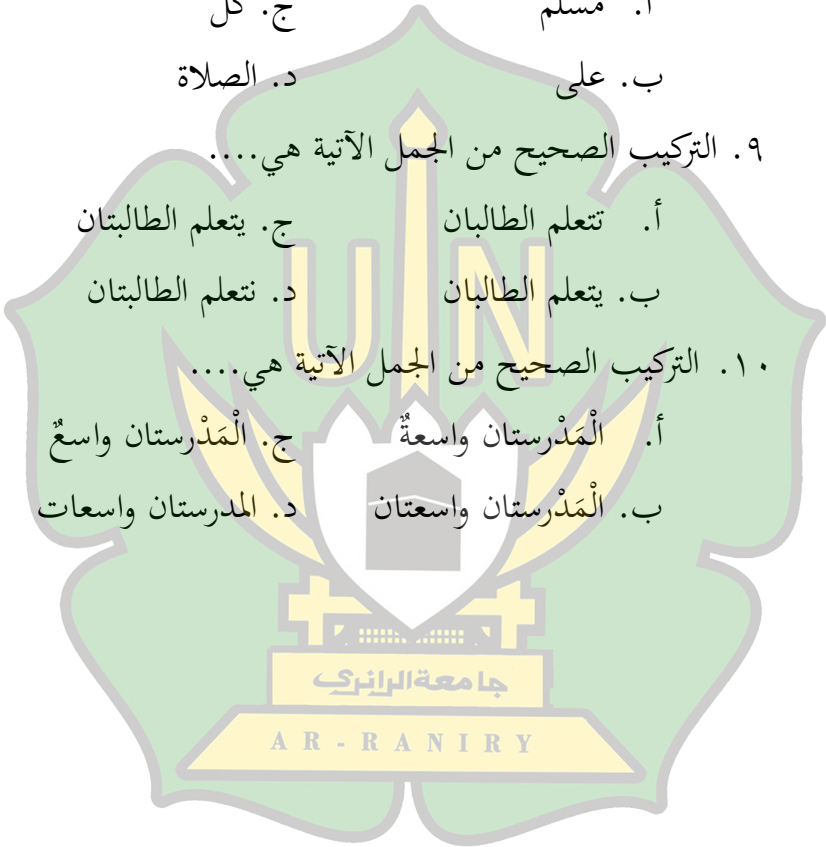 أ. مسلم ج. كل
ب. على د. الصلاة
٩. التركيب الصحيح من الجمل الآتية هي....
أ. تتعلم الطالبان ج. يتعلم الطالبتان
ب. يتعلم الطالبان د. نتعلم الطالبتان
١٠. التركيب الصحيح من الجمل الآتية هي....
أ. الْمَدْرستان واسعةٌ ج. الْمَدْرستان واسعٌ
ب. الْمَدْرستان واسعتان د. المدرستان واسعات
UIN
جامعة الرانري
AR-RANIRY